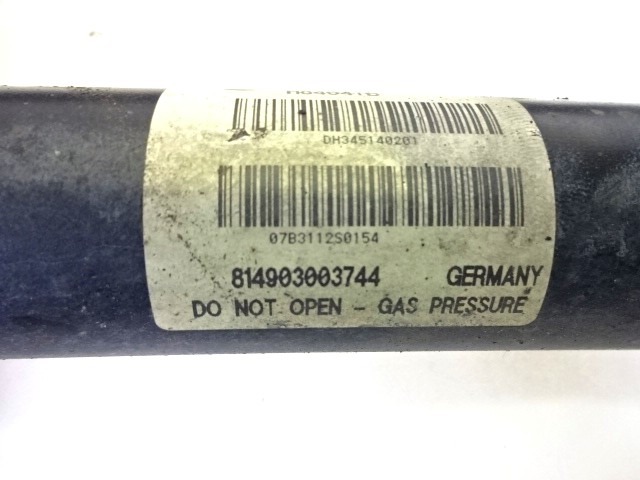 DH345140201
07B3112S0154
814903003744 GERMANY
DO NOT OPEN - GAS PRESSURE